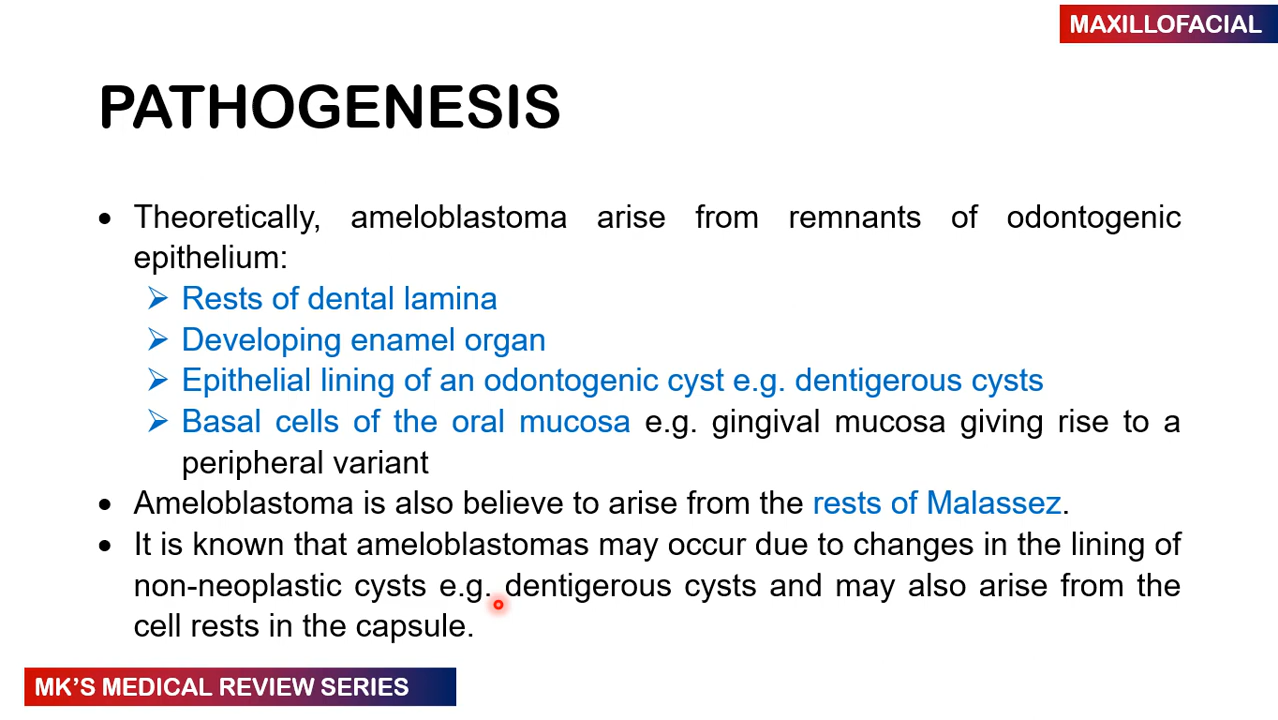 MAXILLOFACIAL
PATHOGENESIS
• Theoretically, ameloblastoma arise from remnants of odontogenic
epithelium:
➢ Rests of dental lamina
➢ Developing enamel organ
➢ Epithelial lining of an odontogenic cyst e.g. dentigerous cysts
➢ Basal cells of the oral mucosa e.g. gingival mucosa giving rise to a
peripheral variant
• Ameloblastoma is also believe to arise from the rests of Malassez.
• It is known that ameloblastomas may occur due to changes in the lining of
non-neoplastic cysts e.g. dentigerous cysts and may also arise from the
cell rests in the capsule.
MK’S MEDICAL REVIEW SERIES